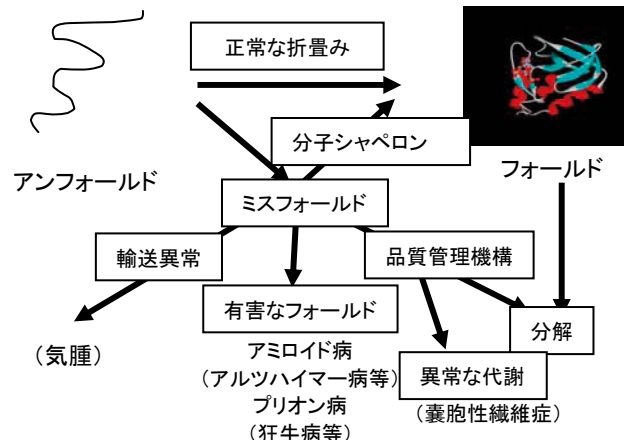 正常な折畳み
分子シャペロン
アンフォールド
フォールド
ミスフォールド
輸送異常
品質管理機構
有害なフォールド
分解
（気腫）
アミロイド病
（アルツハイマー病等）
プリオン病
（狂牛病等）
異常な代謝
（嚢胞性繊維症）